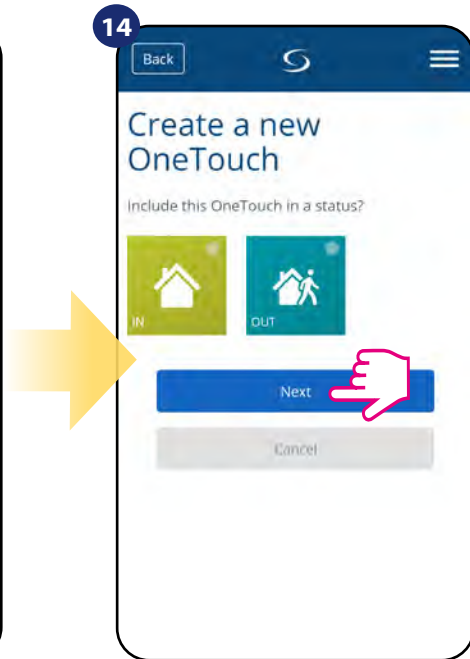 14
Back
Create a new
OneTouch
Include this OneTouch in a status?
IN
OUT
Next
Cancel